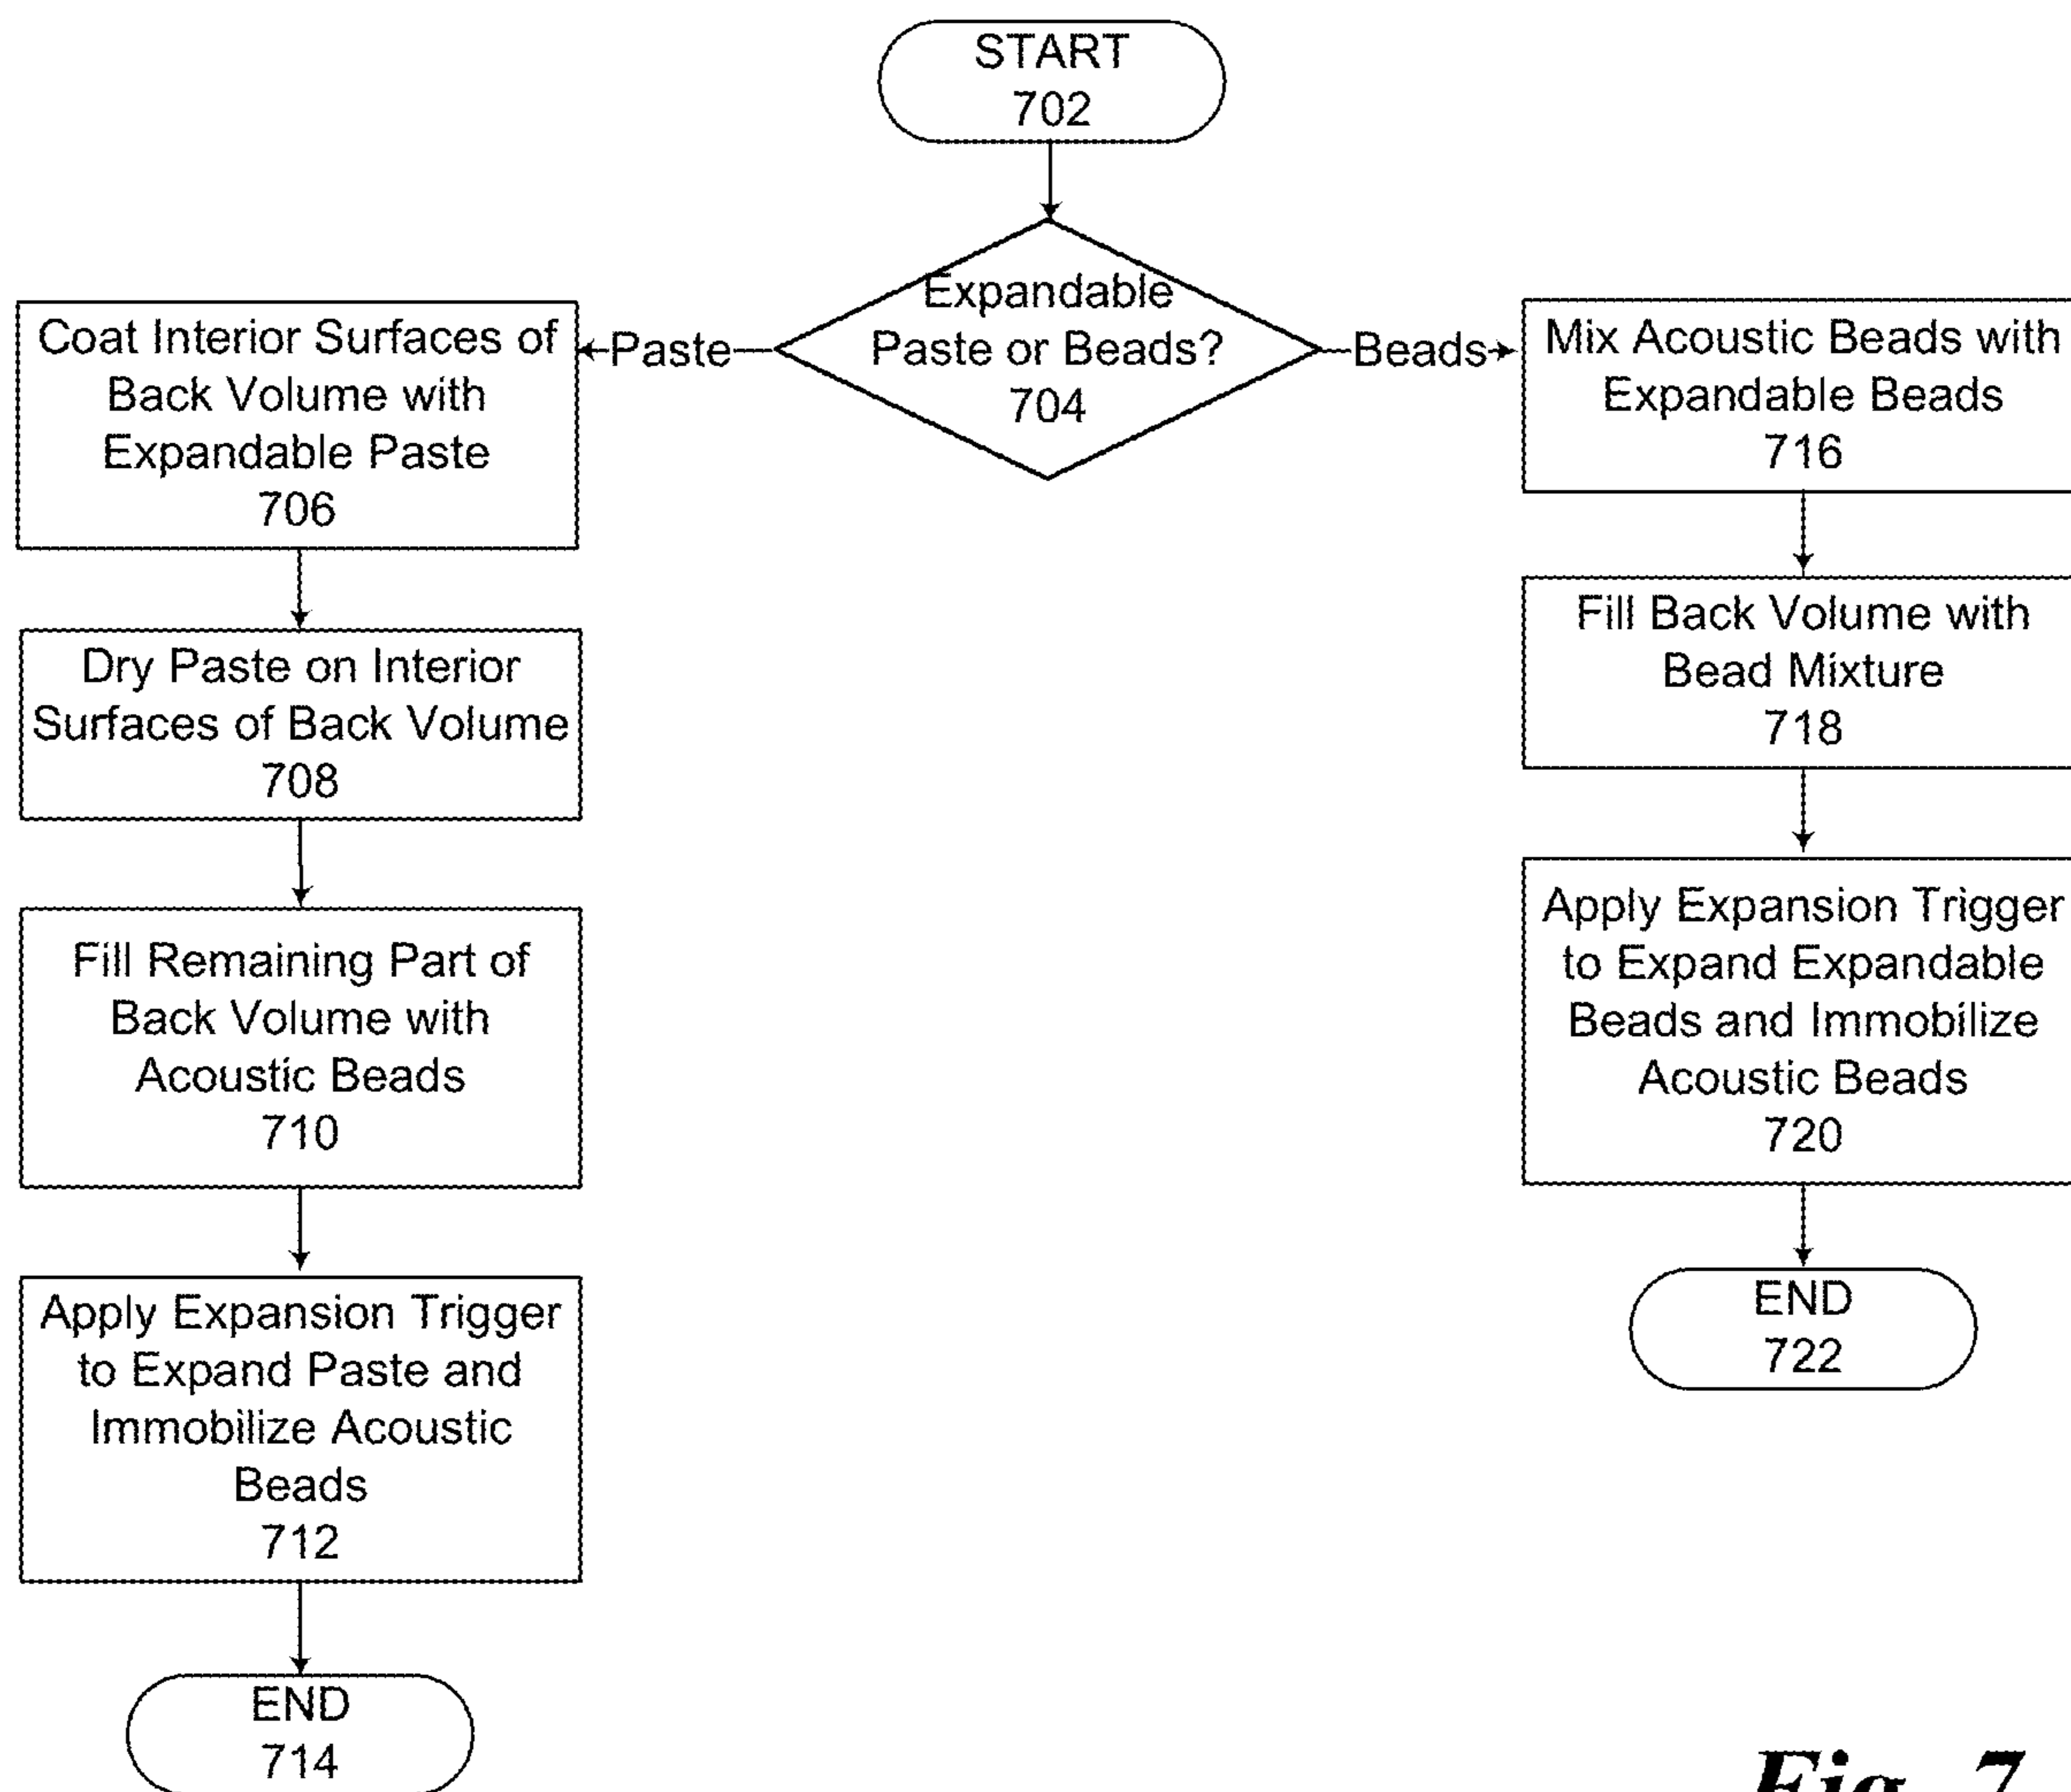 START
702
Expandable
Paste or Beads?
704
Paste
Beads
Coat Interior Surfaces of
Back Volume with
Expandable Paste
706
Dry Paste on Interior
Surfaces of Back Volume
708
Fill Remaining Part of
Back Volume with
Acoustic Beads
710
Apply Expansion Trigger
to Expand Paste and
Immobilize Acoustic
Beads
712
END
714
Mix Acoustic Beads with
Expandable Beads
716
Fill Back Volume with
Bead Mixture
718
Apply Expansion Trigger
to Expand Expandable
Beads and Immobilize
Acoustic Beads
720
END
722
Fig. 7